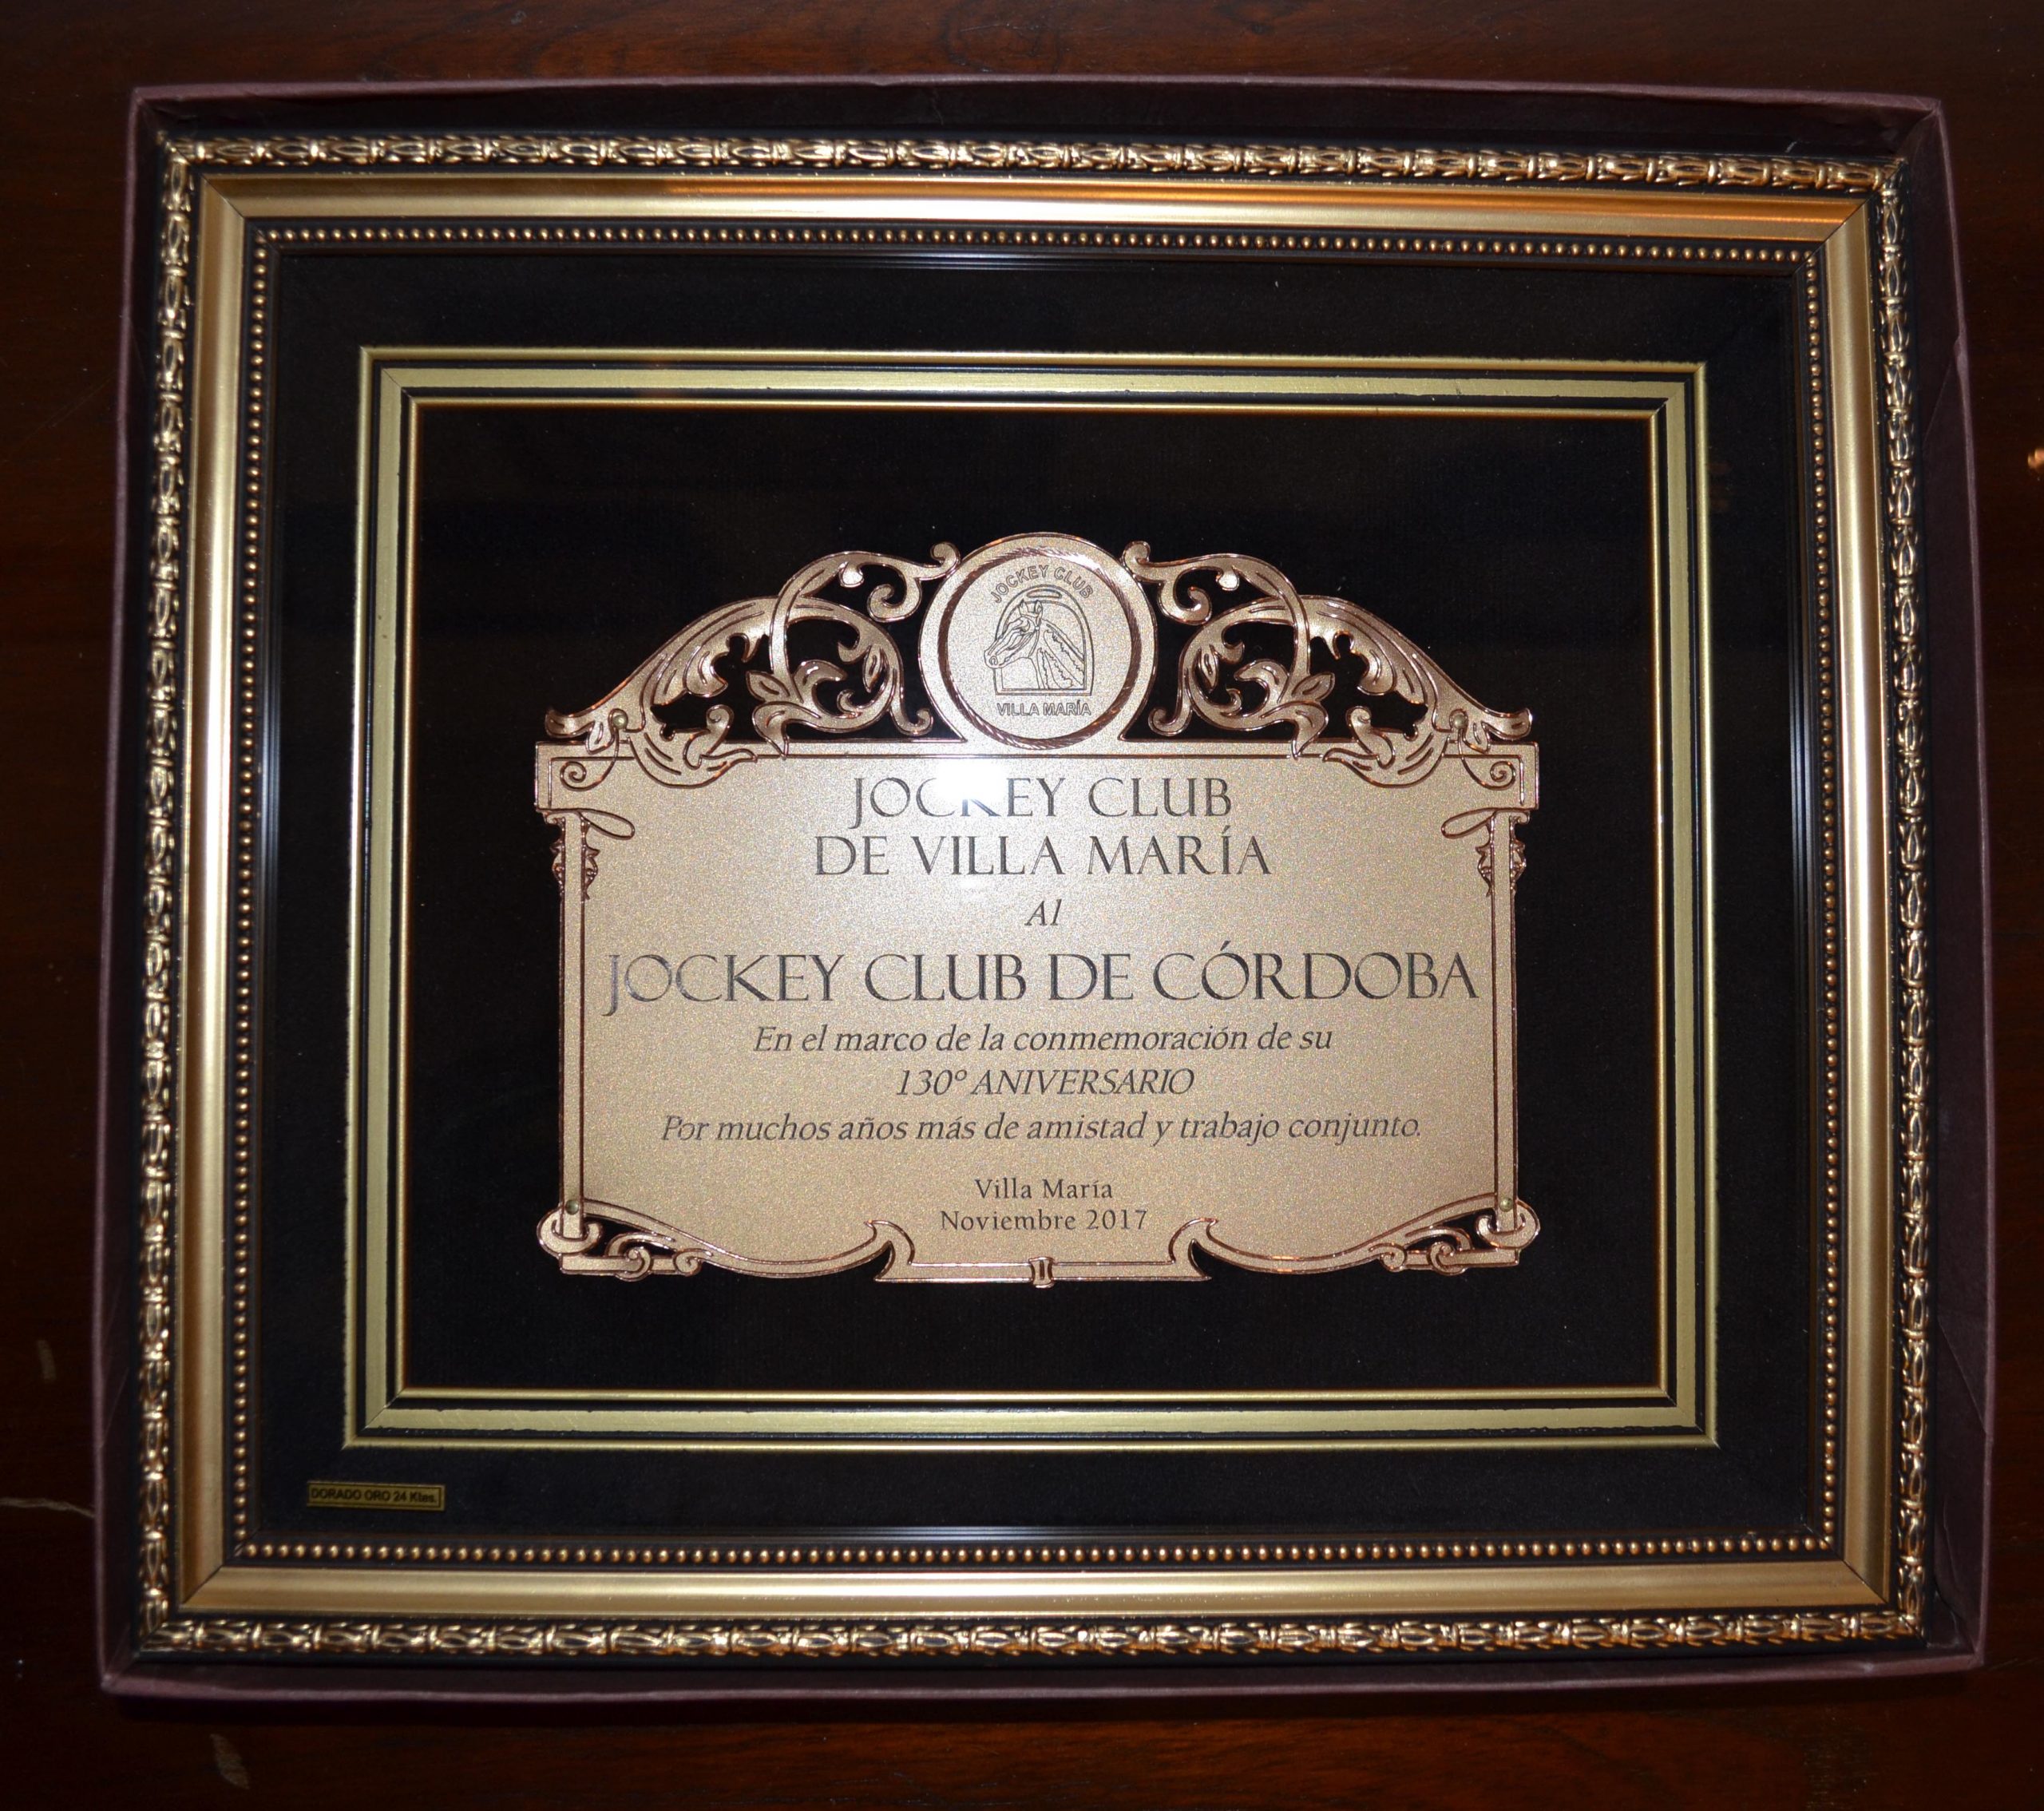 JOCKEY CLUB
VILLA MARÍA
JOCKEY CLUB
DE VILLA MARÍA
Al
JOCKEY CLUB DE CÓRDOBA
En el marco de la conmemoración de su
130º ANIVERSARIO
Por muchos años más de amistad y trabajo conjunto.
Villa María
Noviembre 2017
DORADO ORO 24 Ktes.